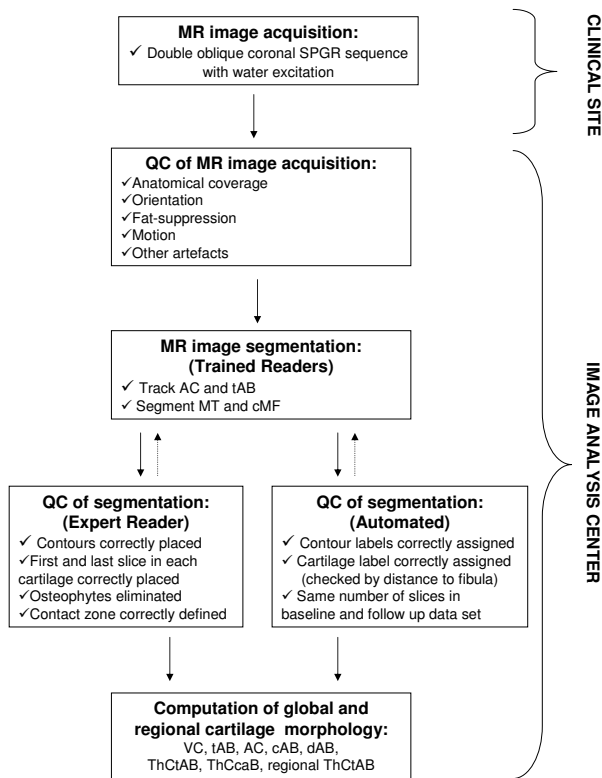 MR image acquisition:
✓ Double oblique coronal SPGR sequence
with water excitation
CLINICAL SITE
QC of MR image acquisition:
✓Anatomical coverage
✓Orientation
✓Fat-suppression
✓Motion
✓Other artefacts
MR image segmentation:
(Trained Readers)
✓ Track AC and tAB
✓Segment MT and cMF
IMAGE ANALYSIS CENTER
QC of segmentation:
(Expert Reader)
✓ Contours correctly placed
✓First and last slice in each
cartilage correctly placed
✓Osteophytes eliminated
✓Contact zone correctly defined
QC of segmentation:
(Automated)
✓ Contour labels correctly assigned
✓ Cartilage label correctly assigned
(checked by distance to fibula)
✓ Same number of slices in
baseline and follow up data set
Computation of global and
regional cartilage morphology:
VC, tAB, AC, cAB, dAB,
ThCtAB, ThCcaB, regional ThCtAB